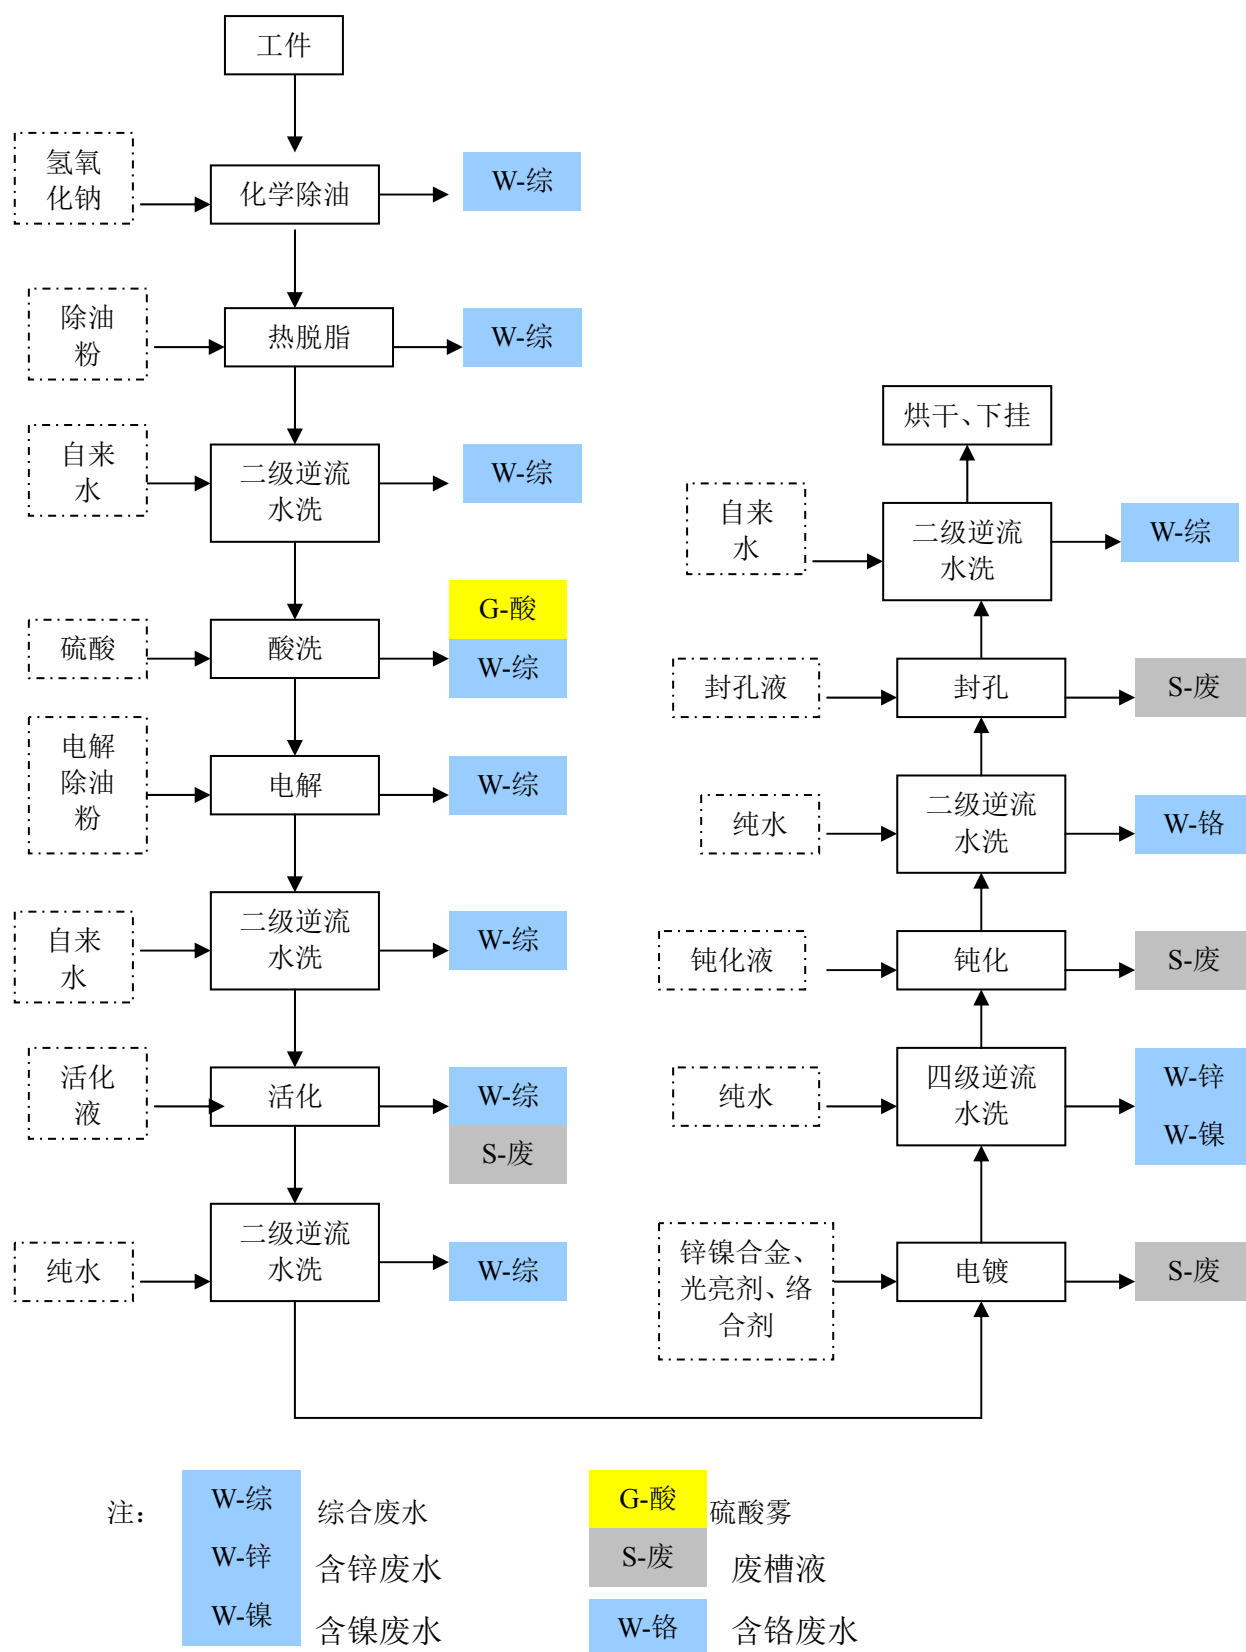 工件
氢氧
化钠
化学除油
W-综
除油
粉
热脱脂
W-综
自来
水
二级逆流
水洗
W-综
硫酸
酸洗
G-酸
W-综
电解
除油
粉
电解
W-综
自来
水
二级逆流
水洗
W-综
活化
液
活化
W-综
S-废
纯水
二级逆流
水洗
W-综
烘干、下挂
自来
水
二级逆流
水洗
W-综
封孔液
封孔
S-废
纯水
二级逆流
水洗
W-铬
钝化液
钝化
S-废
纯水
四级逆流
水洗
W-锌
W-镍
锌镍合金、
光亮剂、络
合剂
电镀
S-废
注：
W-综
综合废水
W-锌
含锌废水
W-镍
含镍废水
G-酸
硫酸雾
S-废
废槽液
W-铬
含铬废水